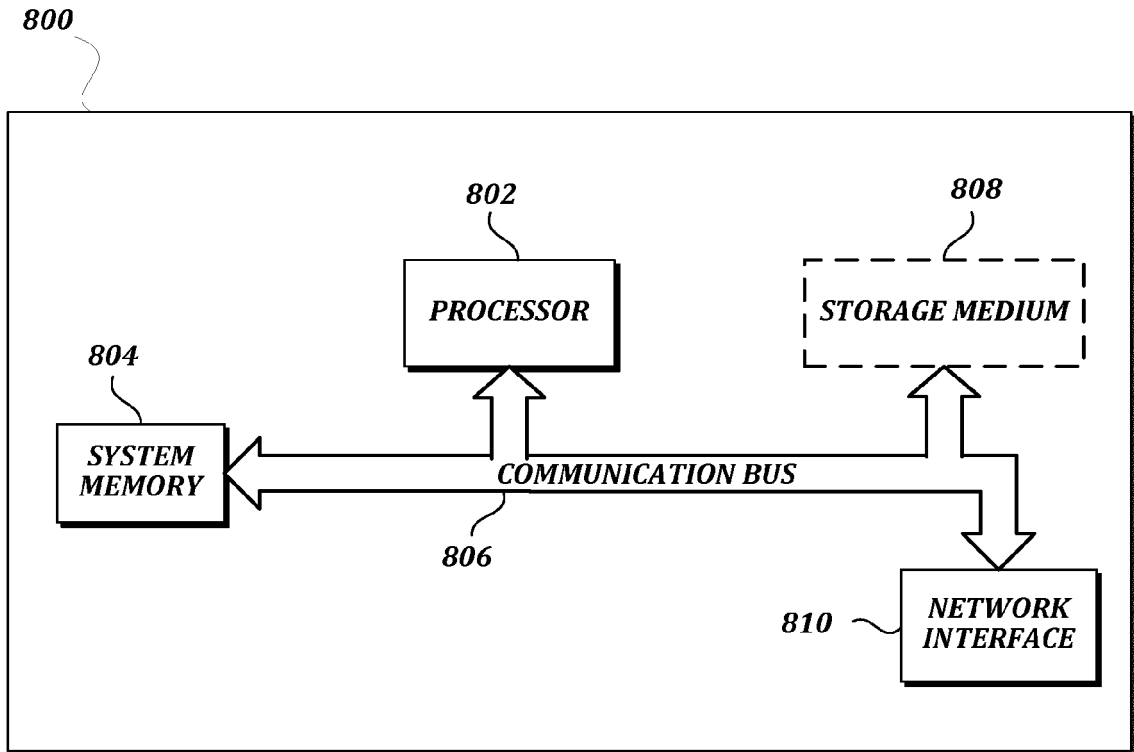 800
802
808
PROCESSOR
STORAGE MEDIUM
804
SYSTEM
MEMORY
COMMUNICATION BUS
806
810
NETWORK
INTERFACE